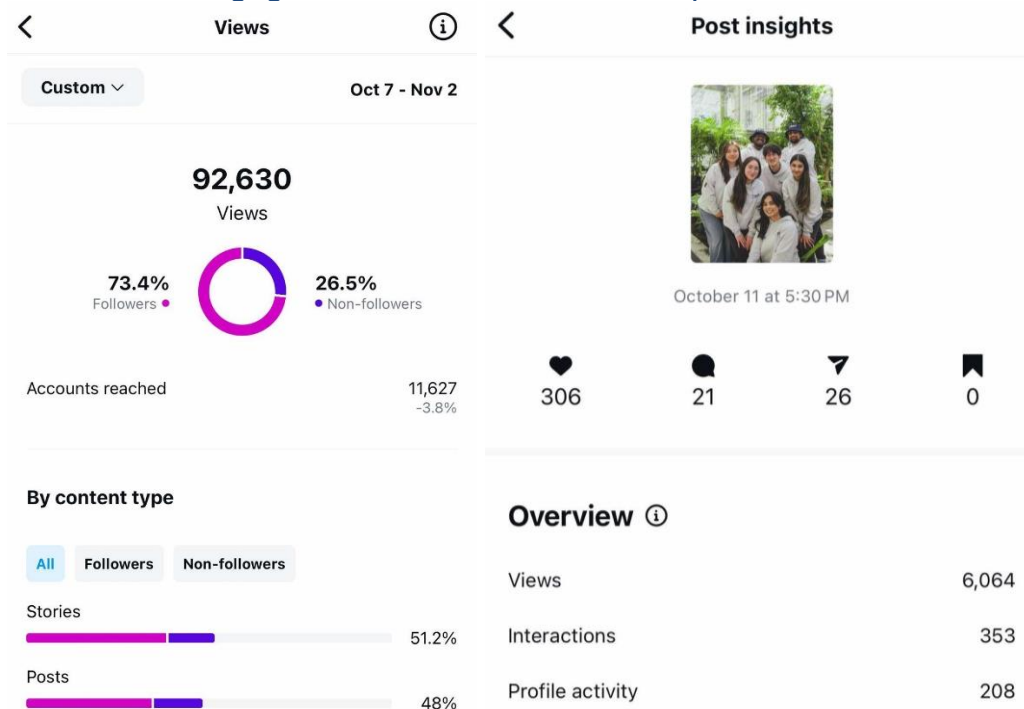 Views
Custom
Oct 7 - Nov 2
92,630
Views
73.4%
Followers
26.5%
Non-followers
Accounts reached
11,627
-3.8%
By content type
All
Followers
Non-followers
Stories
51.2%
Posts
48%
Post insights
October 11 at 5:30 PM
306
21
26
0
Overview
Views
6,064
Interactions
353
Profile activity
208